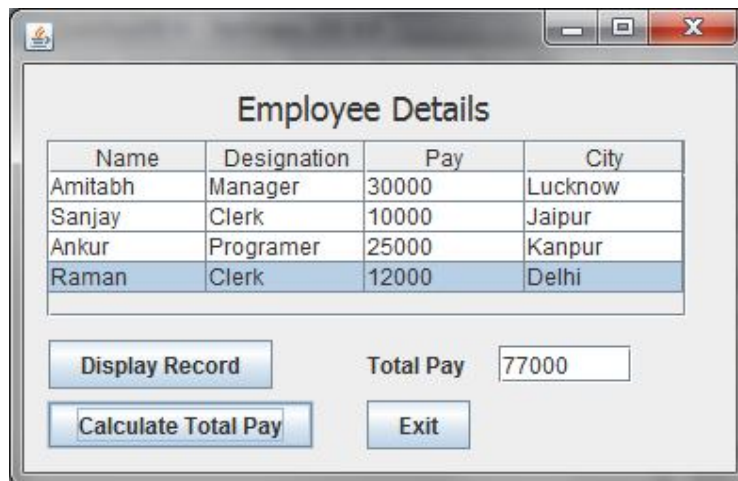 Employee Details
Name Designation Pay City
Amitabh Manager 30000 Lucknow
Sanjay Clerk 10000 Jaipur
Ankur Programer 25000 Kanpur
Raman Clerk 12000 Delhi
Display Record Total Pay 77000
Calculate Total Pay Exit